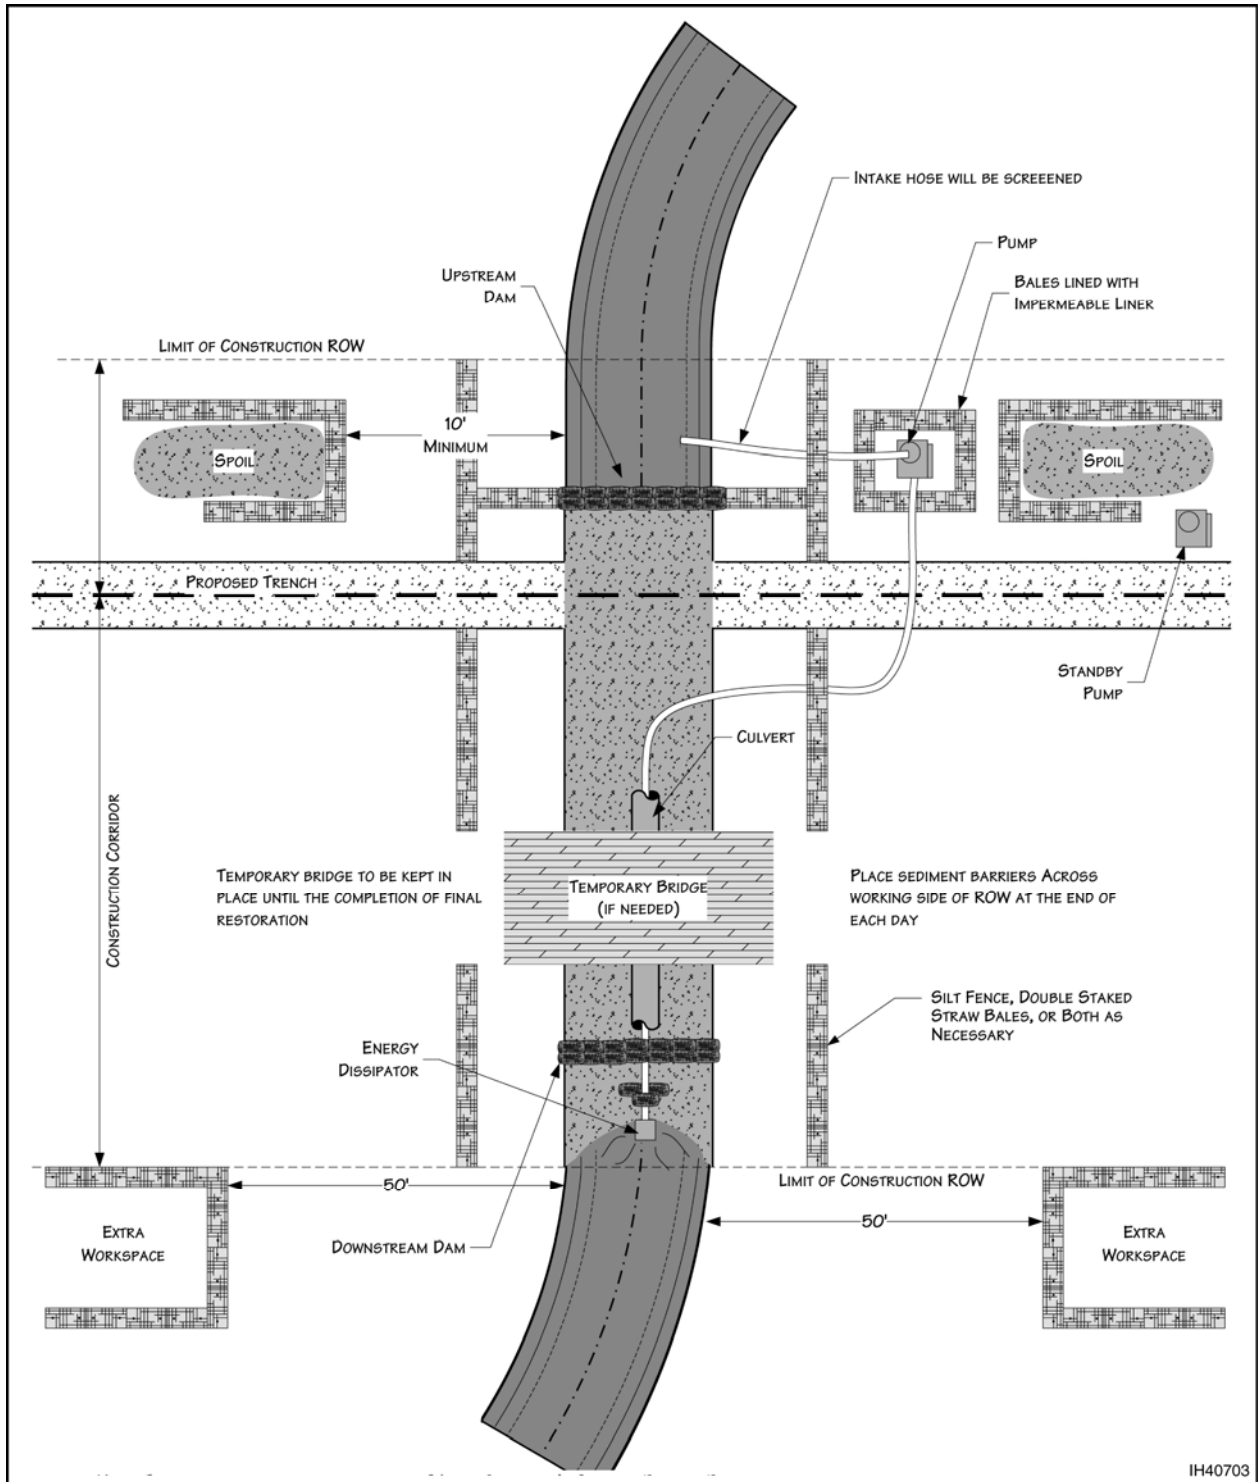 INTAKE HOSE WILL BE SCREEENED
PUMP
UPSTREAM
DAM
BALES LINED WITH
IMPERMEABLE LINER
LIMIT OF CONSTRUCTION ROW
10'
MINIMUM
SPOIL
SPOIL
PROPOSED TRENCH
STANDBY
PUMP
CULVERT
CONSTRUCTION CORRIDOR
TEMPORARY BRIDGE TO BE KEPT IN
PLACE UNTIL THE COMPLETION OF FINAL
RESTORATION
TEMPORARY BRIDGE
(IF NEEDED)
PLACE SEDIMENT BARRIERS ACROSS
WORKING SIDE OF ROW AT THE END OF
EACH DAY
SILT FENCE, DOUBLE STAKED
STRAW BALES, OR BOTH AS
NECESSARY
ENERGY
DISSIPATOR
LIMIT OF CONSTRUCTION ROW
50'
50'
EXTRA
WORKSPACE
DOWNSTREAM DAM
EXTRA
WORKSPACE
IH40703